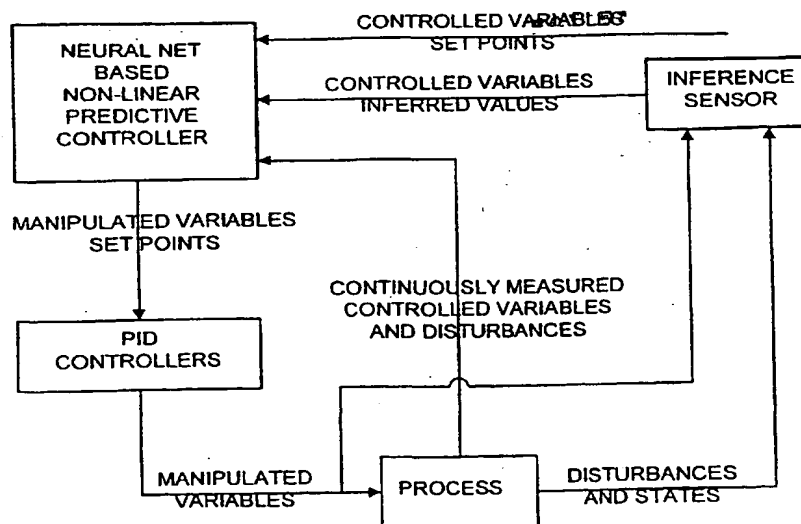 CONTROLLED VARIABLES
SET POINTS
NEURAL NET
BASED
NON-LINEAR
PREDICTIVE
CONTROLLER
CONTROLLED VARIABLES
INFERRED VALUES
INFERENCE
SENSOR
MANIPULATED VARIABLES
SET POINTS
CONTINUOUSLY MEASURED
CONTROLLED VARIABLES
AND DISTURBANCES
PID
CONTROLLERS
MANIPULATED
VARIABLES
PROCESS
DISTURBANCES
AND STATES